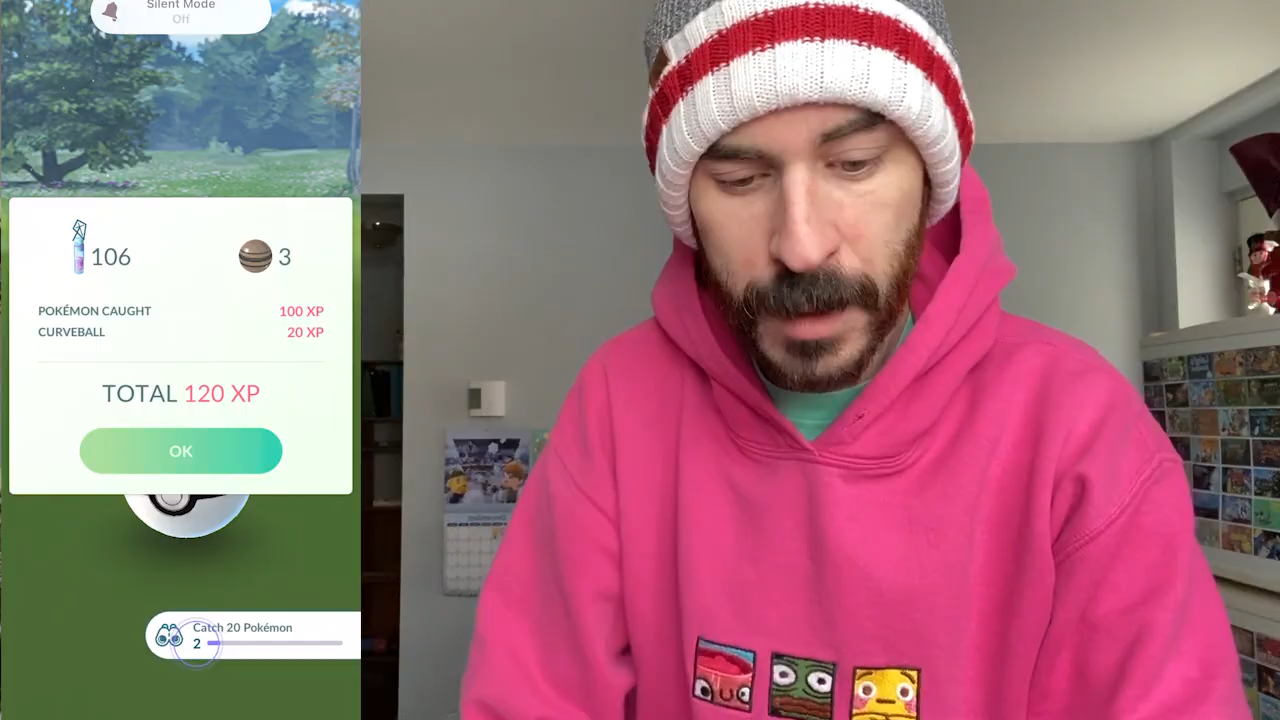 Silent Mode
Off
106
3
POKÉMON CAUGHT 100 XP
CURVEBALL 20 XP
TOTAL 120 XP
OK
Catch 20 Pokémon
2